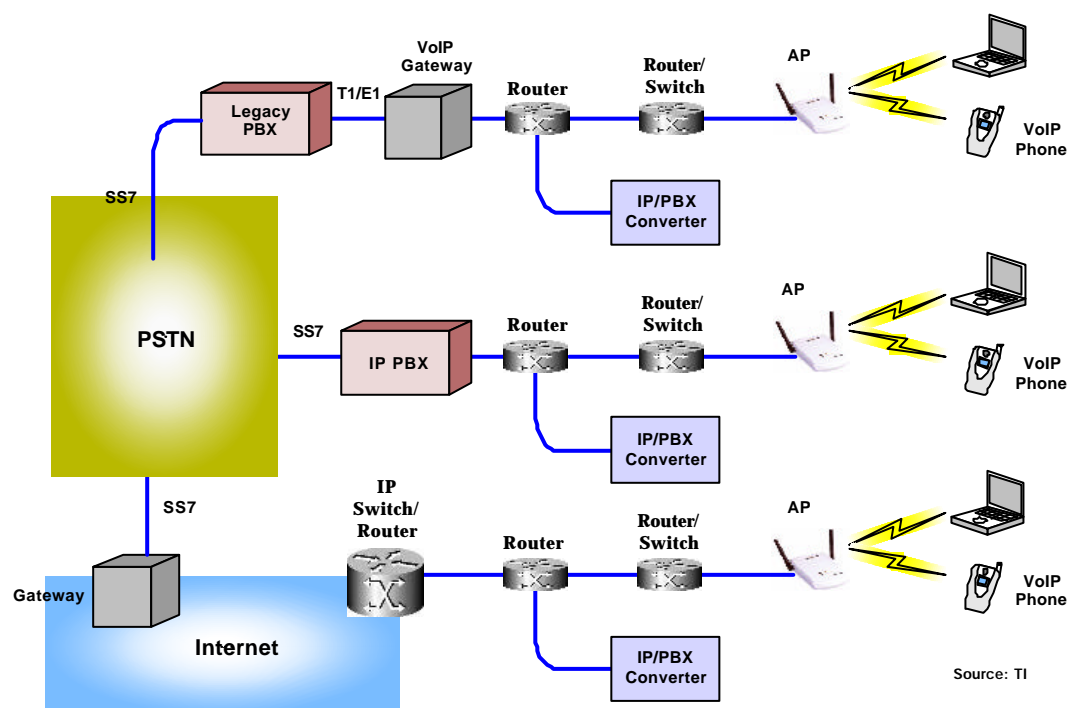 VoIP
Gateway
Router/
Switch
AP
T1/E1
Router
Legacy
PBX
VoIP
Phone
SS7
IP/PBX
Converter
PSTN
SS7
IP PBX
Router
Router/
Switch
AP
VoIP
Phone
IP/PBX
Converter
SS7
IP
Switch/
Router
Router
Router/
Switch
AP
VoIP
Phone
Gateway
Internet
IP/PBX
Converter
Source: TI